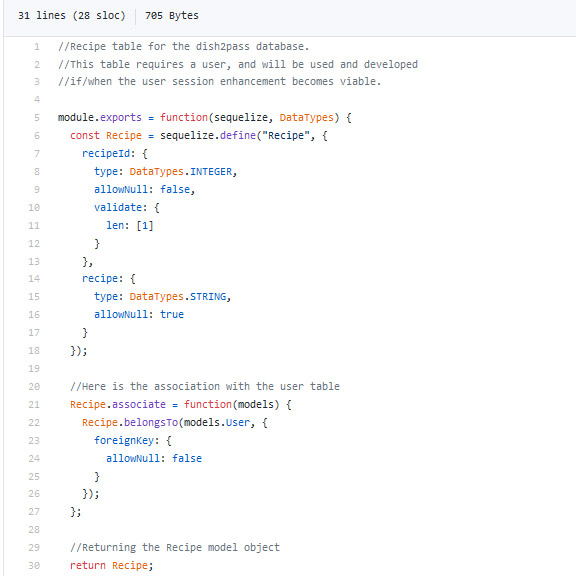 31 lines (28 sloc) 705 Bytes
1 //Recipe table for the dish2pass database.
2 //This table requires a user, and will be used and developed
3 //if/when the user session enhancement becomes viable.
4
5 module.exports = function(sequelize, DataTypes) {
6 const Recipe = sequelize.define("Recipe", {
7 recipeId: {
8 type: DataTypes.INTEGER,
9 allowNull: false,
10 validate: {
11 len: [1]
12 }
13 },
14 recipe: {
15 type: DataTypes.STRING,
16 allowNull: true
17 }
18 });
19
20 //Here is the association with the user table
21 Recipe.associate = function(models) {
22 Recipe.belongsTo(models.User, {
23 foreignKey: {
24 allowNull: false
25 }
26 });
27 };
28
29 //Returning the Recipe model object
30 return Recipe;